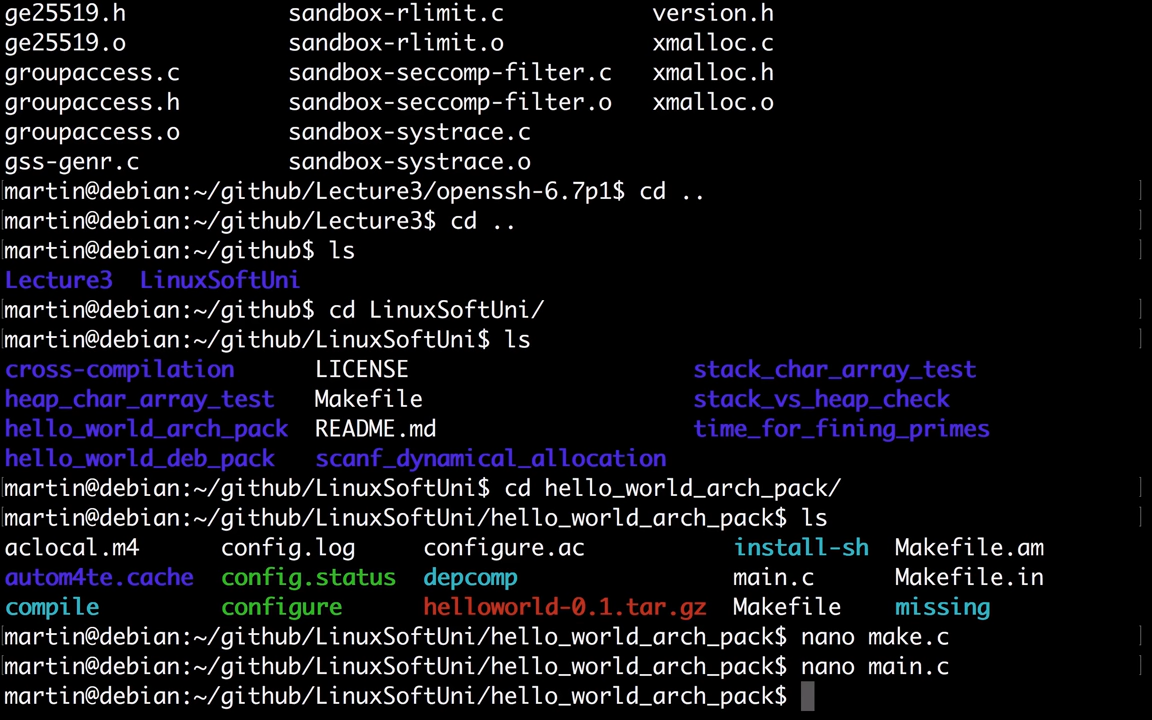 ge25519.h sandbox-rlimit.c version.h
ge25519.o sandbox-rlimit.o xmalloc.c
groupaccess.c sandbox-seccomp-filter.c xmalloc.h
groupaccess.h sandbox-seccomp-filter.o xmalloc.o
groupaccess.o sandbox-systrace.c
gss-genr.c sandbox-systrace.o
martin@debian:~/github/Lecture3/openssh-6.7p1$ cd ..
martin@debian:~/github/Lecture3$ cd ..
martin@debian:~/github$ ls
Lecture3 LinuxSoftUni
martin@debian:~/github$ cd LinuxSoftUni/
martin@debian:~/github/LinuxSoftUni$ ls
cross-compilation LICENSE stack_char_array_test
heap_char_array_test Makefile stack_vs_heap_check
hello_world_arch_pack README.md time_for_fining_primes
hello_world_deb_pack scanf_dynamical_allocation
martin@debian:~/github/LinuxSoftUni$ cd hello_world_arch_pack/
martin@debian:~/github/LinuxSoftUni/hello_world_arch_pack$ ls
aclocal.m4 config.log configure.ac install-sh Makefile.am
autom4te.cache config.status depcomp main.c Makefile.in
compile configure helloworld-0.1.tar.gz Makefile missing
martin@debian:~/github/LinuxSoftUni/hello_world_arch_pack$ nano make.c
martin@debian:~/github/LinuxSoftUni/hello_world_arch_pack$ nano main.c
martin@debian:~/github/LinuxSoftUni/hello_world_arch_pack$